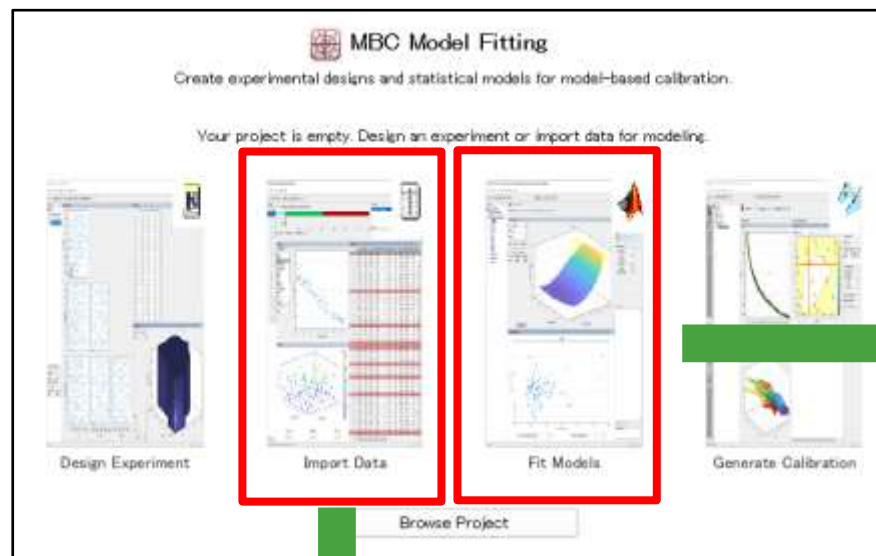 MBC Model Fitting
Create experimental designs and statistical models for model-based calibration.
Your project is empty. Design an experiment or import data for modeling.
Design Experiment
Import Data
Fit Models
Generate Calibration
Browse Project